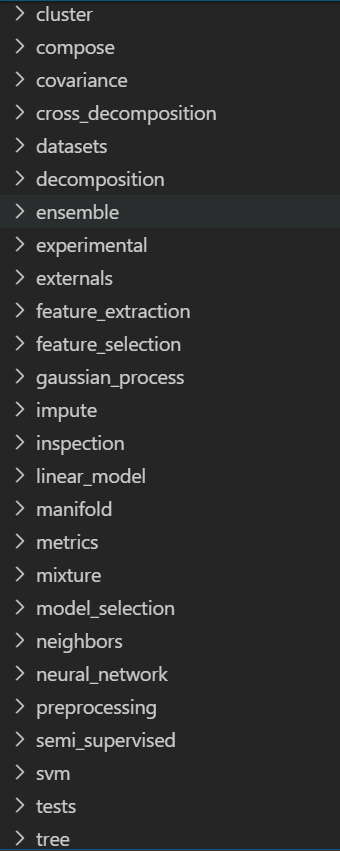 cluster
compose
covariance
cross_decomposition
datasets
decomposition
ensemble
experimental
externals
feature_extraction
feature_selection
gaussian_process
impute
inspection
linear_model
manifold
metrics
mixture
model_selection
neighbors
neural_network
preprocessing
semi_supervised
svm
tests
tree